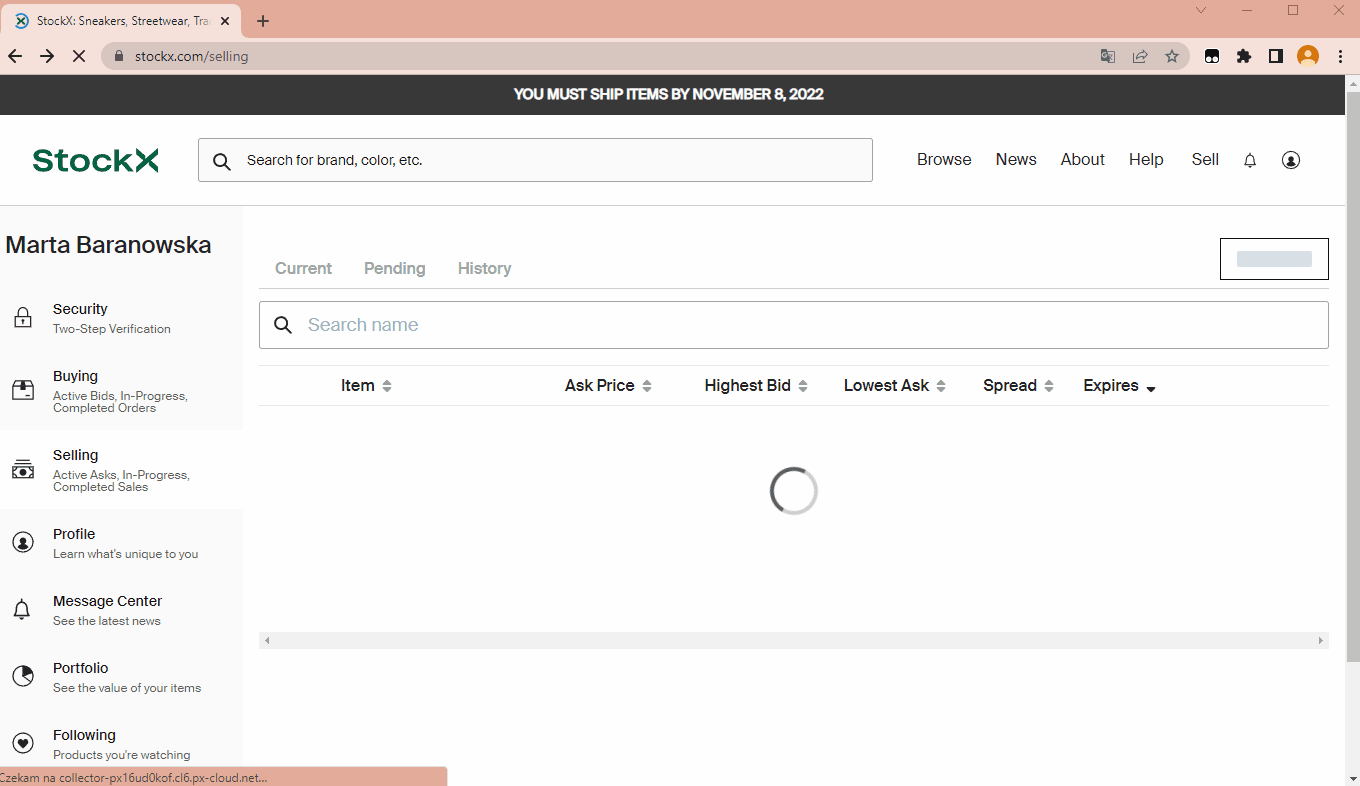 StockX: Sneakers, Streetwear, Tra
stockx.com/selling
YOU MUST SHIP ITEMS BY NOVEMBER 8, 2022
StockX
Search for brand, color, etc.
Browse News About Help Sell
Marta Baranowska
Security
Two-Step Verification
Buying
Active Bids, In-Progress,
Completed Orders
Selling
Active Asks, In-Progress,
Completed Sales
Profile
Learn what's unique to you
Message Center
See the latest news
Portfolio
See the value of your items
Following
Products you're watching
Current Pending History
Search name
Item Ask Price Highest Bid Lowest Ask Spread Expires
Czekam na collector-px16ud0kof.cl6.px-cloud.net...